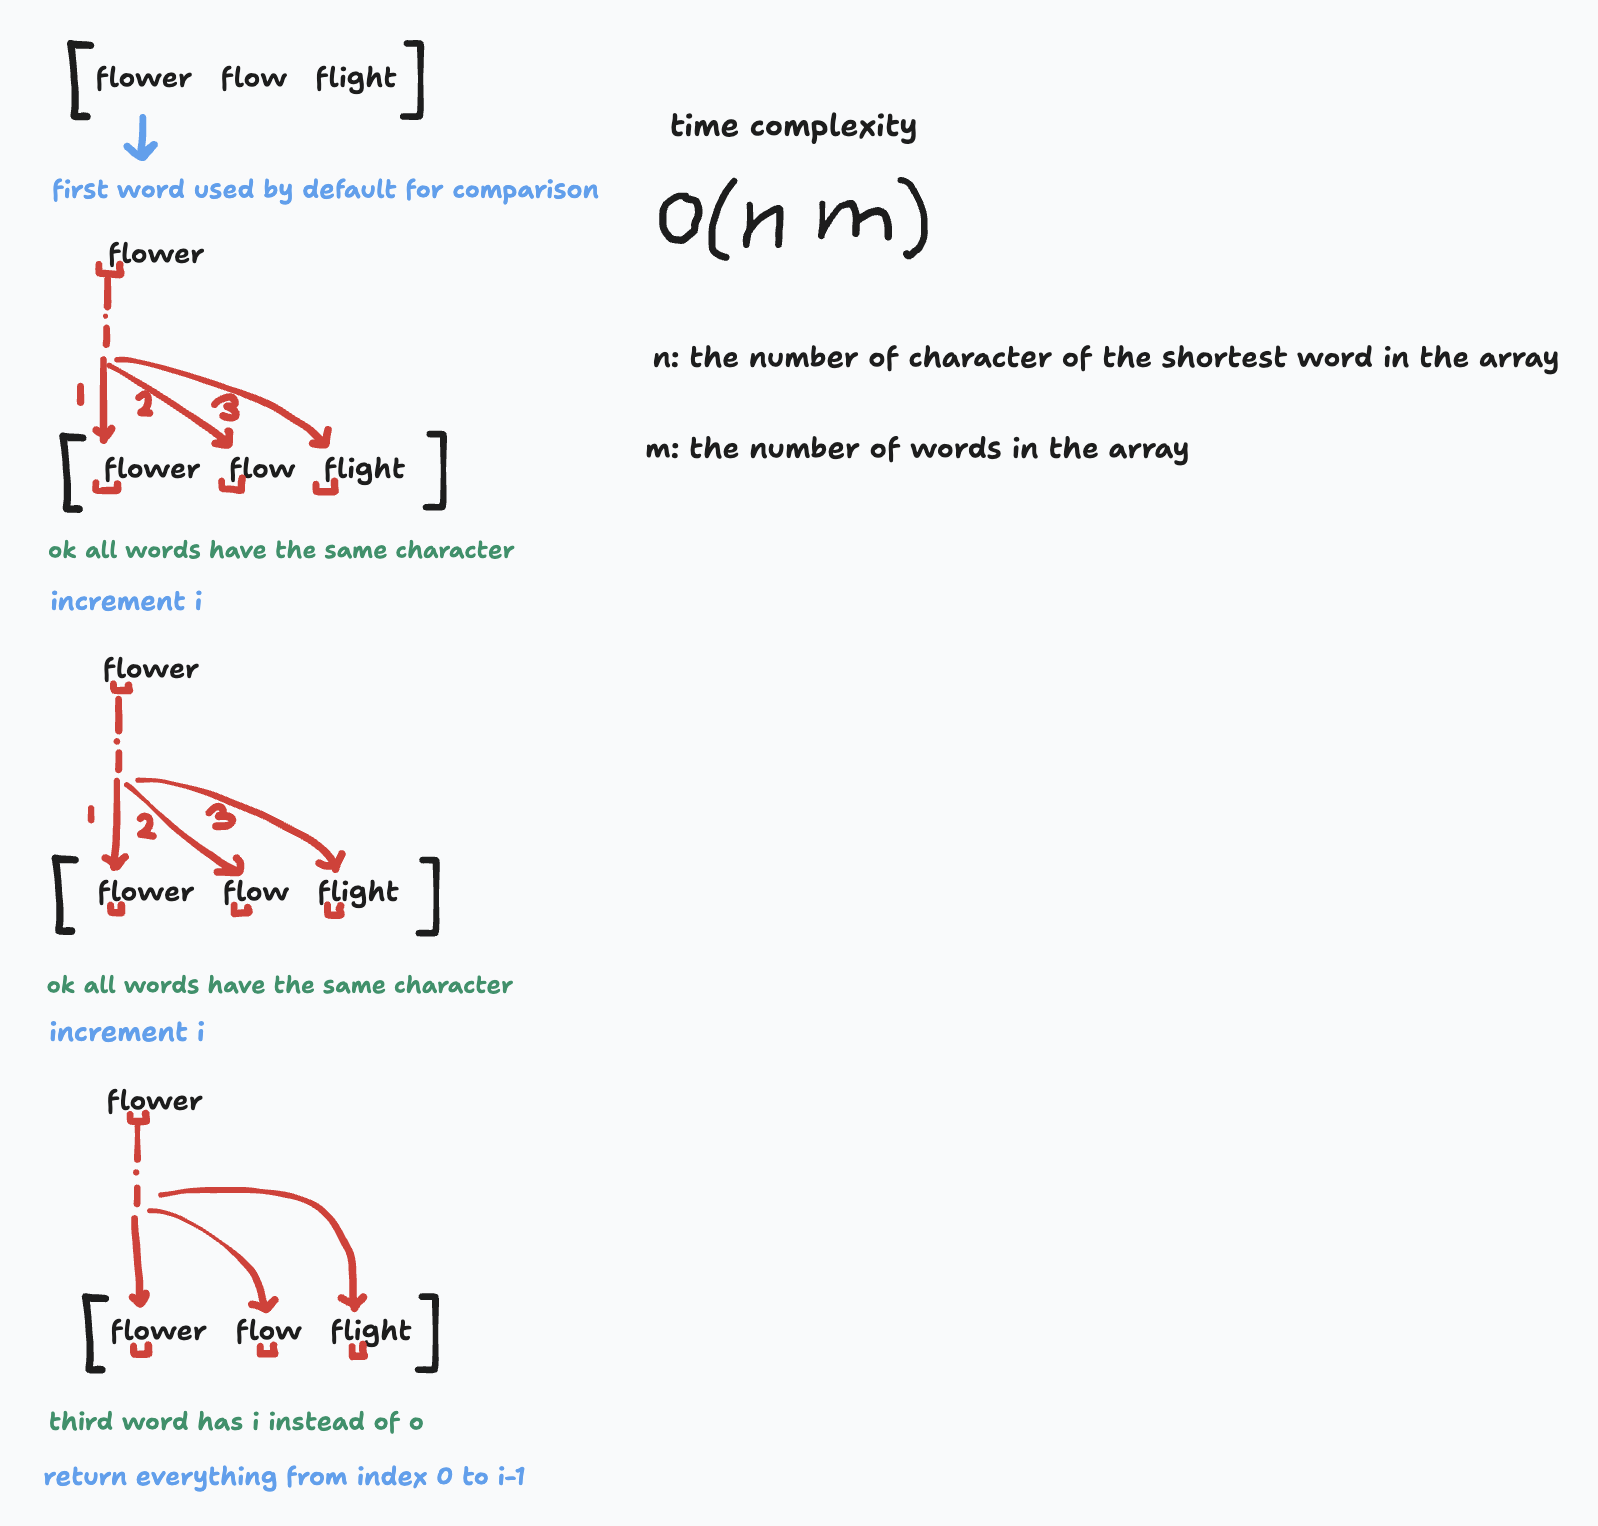 [flower flow flight]
first word used by default for comparison
flower
1 2 3
[flower flow flight]
ok all words have the same character
increment i
flower
1 2 3
[flower flow flight]
ok all words have the same character
increment i
flower
[flower flow flight]
third word has i instead of o
return everything from index 0 to i-1
time complexity
O(n m)
n: the number of character of the shortest word in the array
m: the number of words in the array